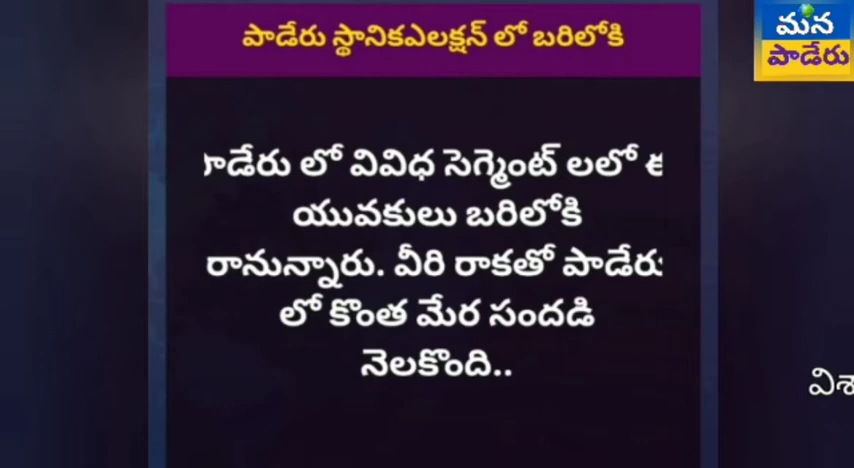 పాడేరు స్థానికఎలక్షన్ లో బరిలోకి
మన
పాడేరు
పాడేరు లో వివిధ సెగ్మెంట్ లలో ఈ
యువకులు బరిలోకి
రానున్నారు. వీరి రాకతో పాడేరు
లో కొంత మేర సందడి
నెలకొంది..